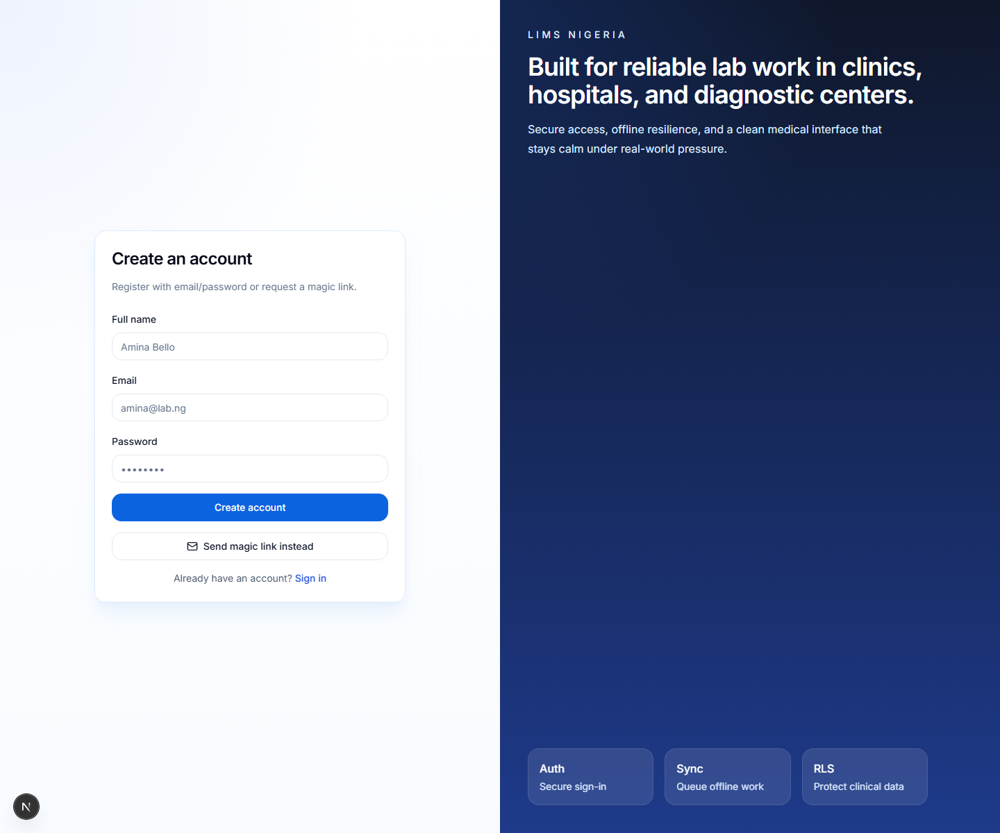 Create an account
Register with email/password or request a magic link.
Full name
Amina Bello
Email
amina@lab.ng
Password
••••••••
Create account
Send magic link instead
Already have an account? Sign in
N
LIMS NIGERIA
Built for reliable lab work in clinics,
hospitals, and diagnostic centers.
Secure access, offline resilience, and a clean medical interface that
stays calm under real-world pressure.
Auth
Secure sign-in
Sync
Queue offline work
RLS
Protect clinical data